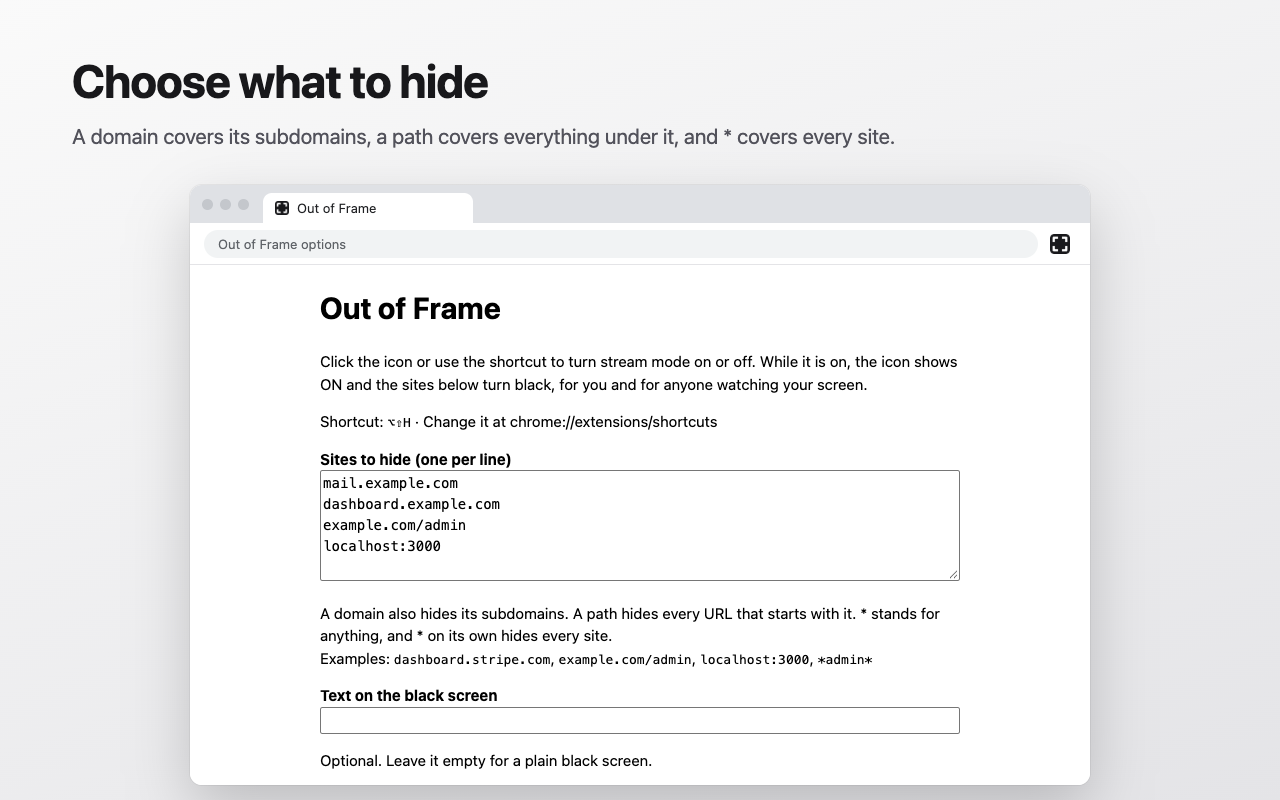 Choose what to hide
A domain covers its subdomains, a path covers everything under it, and * covers every site.
Out of Frame
Out of Frame options
Out of Frame
Click the icon or use the shortcut to turn stream mode on or off. While it is on, the icon shows
ON and the sites below turn black, for you and for anyone watching your screen.
Shortcut: ⌥⇧H · Change it at chrome://extensions/shortcuts
Sites to hide (one per line)
mail.example.com
dashboard.example.com
example.com/admin
localhost:3000
A domain also hides its subdomains. A path hides every URL that starts with it. * stands for
anything, and * on its own hides every site.
Examples: dashboard.stripe.com, example.com/admin, localhost:3000, *admin*
Text on the black screen
Optional. Leave it empty for a plain black screen.